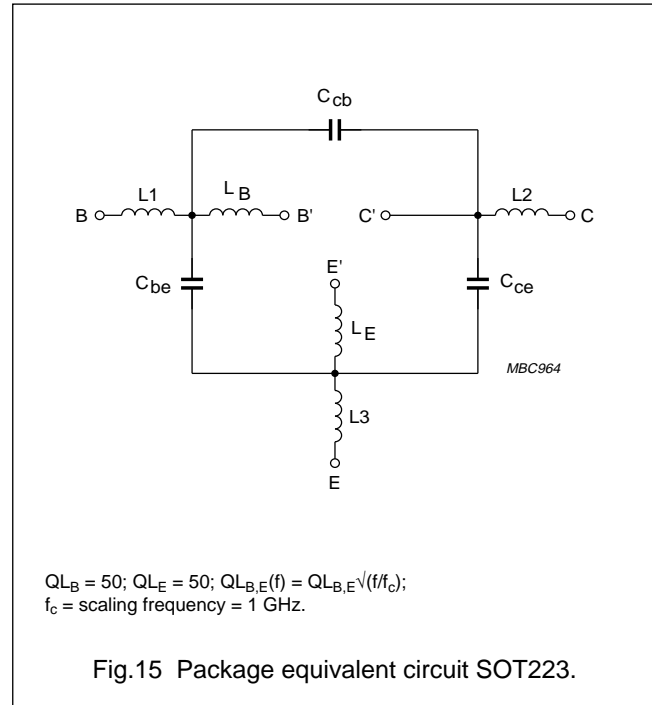 C_cb
L1
L_B
L2
B
B'
C'
C
C_be
E'
C_ce
L_E
MBC964
L3
E
QL_B = 50; QL_E = 50; QL_B,E(f) = QL_B,E√(f/f_c);
f_c = scaling frequency = 1 GHz.
Fig.15 Package equivalent circuit SOT223.